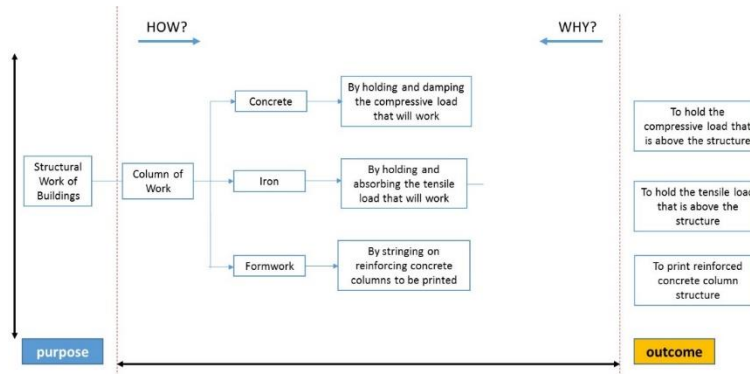 HOW?
WHY?
Structural
Work of
Buildings
Column of
Work
Concrete
By holding and damping
the compressive load
that will work
Iron
By holding and
absorbing the tensile
load that will work
Formwork
By stringing on
reinforcing concrete
columns to be printed
To hold the
compressive load that
is above the structure
To hold the tensile load
that is above the
structure
To print reinforced
concrete column
structure
purpose
outcome